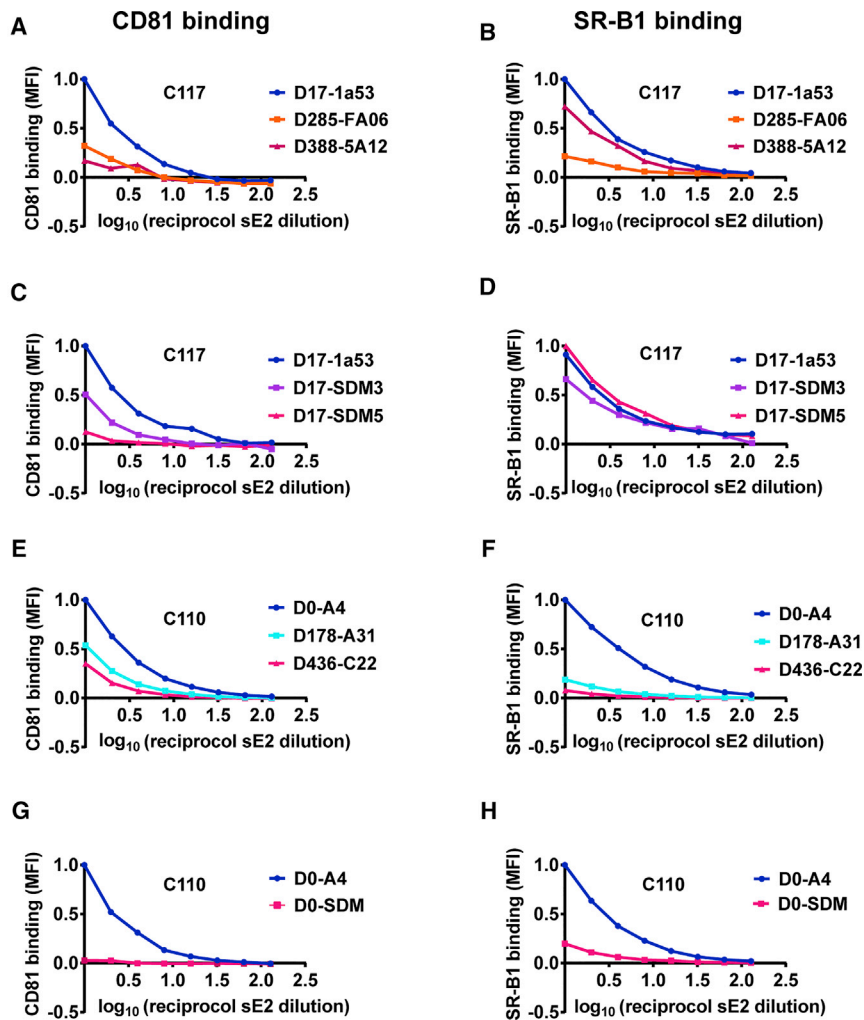 CD81 binding
SR-B1 binding
A
CD81 binding (MFI)
1.0
0.5
0.0
-0.5
C117
D17-1a53
D285-FA06
D388-5A12
0.5 1.0 1.5 2.0 2.5
log10 (reciprocol sE2 dilution)
B
SR-B1 binding (MFI)
1.0
0.5
0.0
-0.5
C117
D17-1a53
D285-FA06
D388-5A12
0.5 1.0 1.5 2.0 2.5
log10 (reciprocol sE2 dilution)
C
CD81 binding (MFI)
1.0
0.5
0.0
-0.5
C117
D17-1a53
D17-SDM3
D17-SDM5
0.5 1.0 1.5 2.0 2.5
log10 (reciprocol sE2 dilution)
D
SR-B1 binding (MFI)
1.0
0.5
0.0
-0.5
C117
D17-1a53
D17-SDM3
D17-SDM5
0.5 1.0 1.5 2.0 2.5
log10 (reciprocol sE2 dilution)
E
CD81 binding (MFI)
1.0
0.5
0.0
-0.5
C110
D0-A4
D178-A31
D436-C22
0.5 1.0 1.5 2.0 2.5
log10 (reciprocol sE2 dilution)
F
SR-B1 binding (MFI)
1.0
0.5
0.0
-0.5
C110
D0-A4
D178-A31
D436-C22
0.5 1.0 1.5 2.0 2.5
log10 (reciprocol sE2 dilution)
G
CD81 binding (MFI)
1.0
0.5
0.0
-0.5
C110
D0-A4
D0-SDM
0.5 1.0 1.5 2.0 2.5
log10 (reciprocol sE2 dilution)
H
SR-B1 binding (MFI)
1.0
0.5
0.0
-0.5
C110
D0-A4
D0-SDM
0.5 1.0 1.5 2.0 2.5
log10 (reciprocol sE2 dilution)